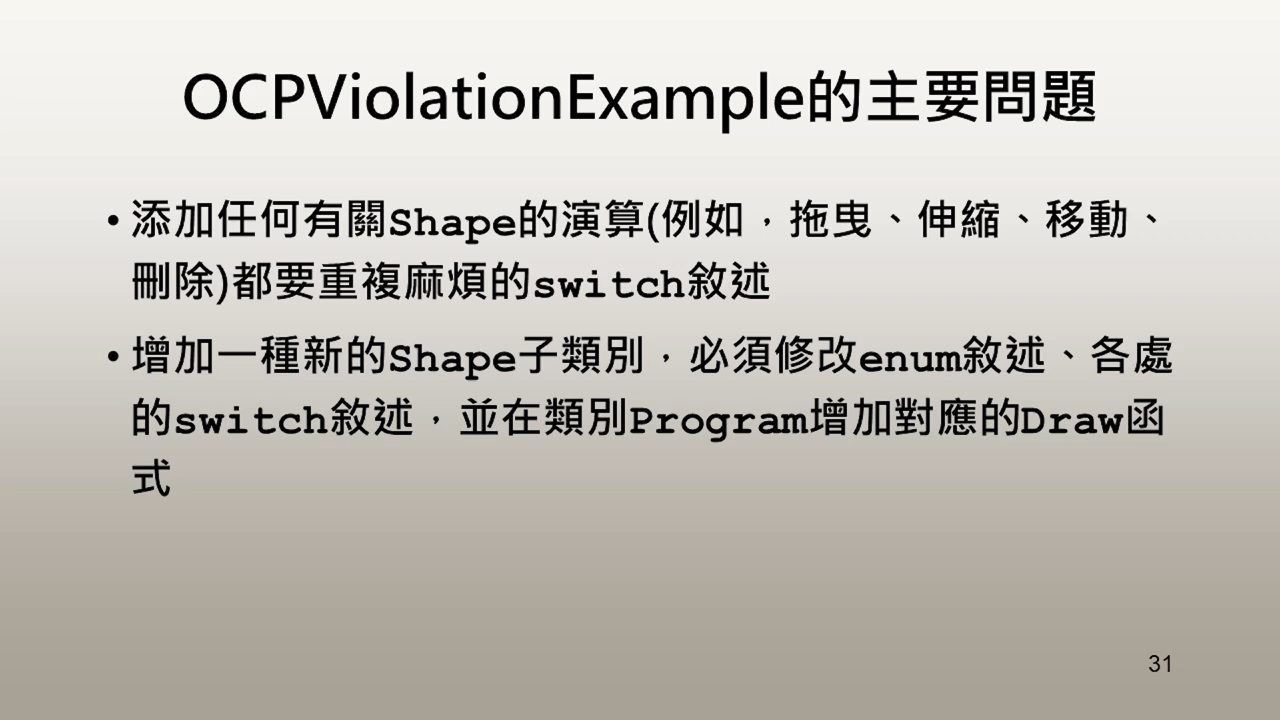 OCPViolationExample的主要問題
• 添加任何有關Shape的演算(例如，拖曳、伸縮、移動、
刪除)都要重複麻煩的switch敘述
• 增加一種新的Shape子類別，必須修改enum敘述、各處
的switch敘述，並在類別Program增加對應的Draw函
式
31